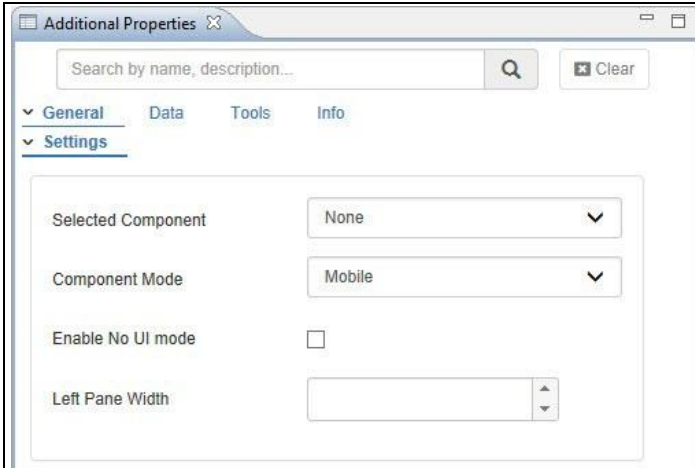 Additional Properties
Search by name, description...
Clear
General Data Tools Info
Settings
Selected Component None
Component Mode Mobile
Enable No UI mode
Left Pane Width